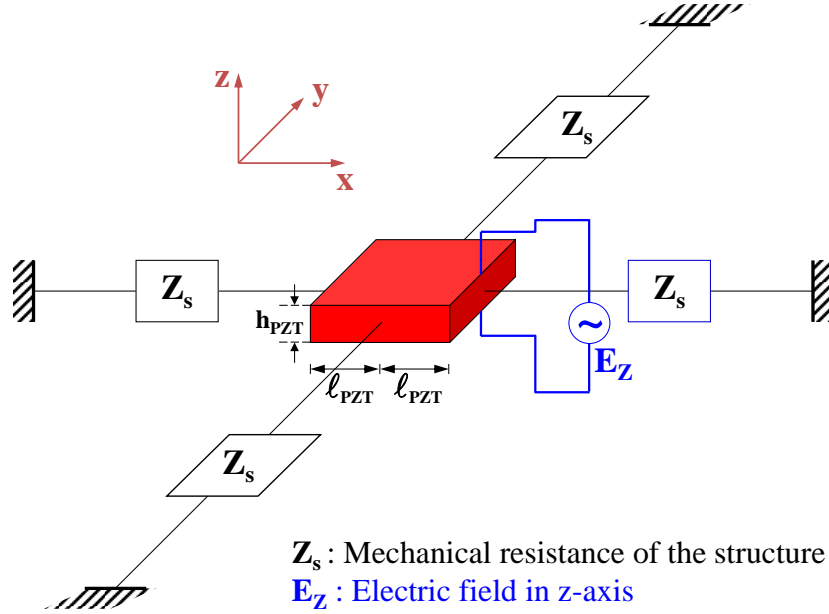 z
y
x
Zs
Zs
Zs
hPZT
EZ
ℓPZT ℓPZT
Zs
Zs : Mechanical resistance of the structure
EZ : Electric field in z-axis